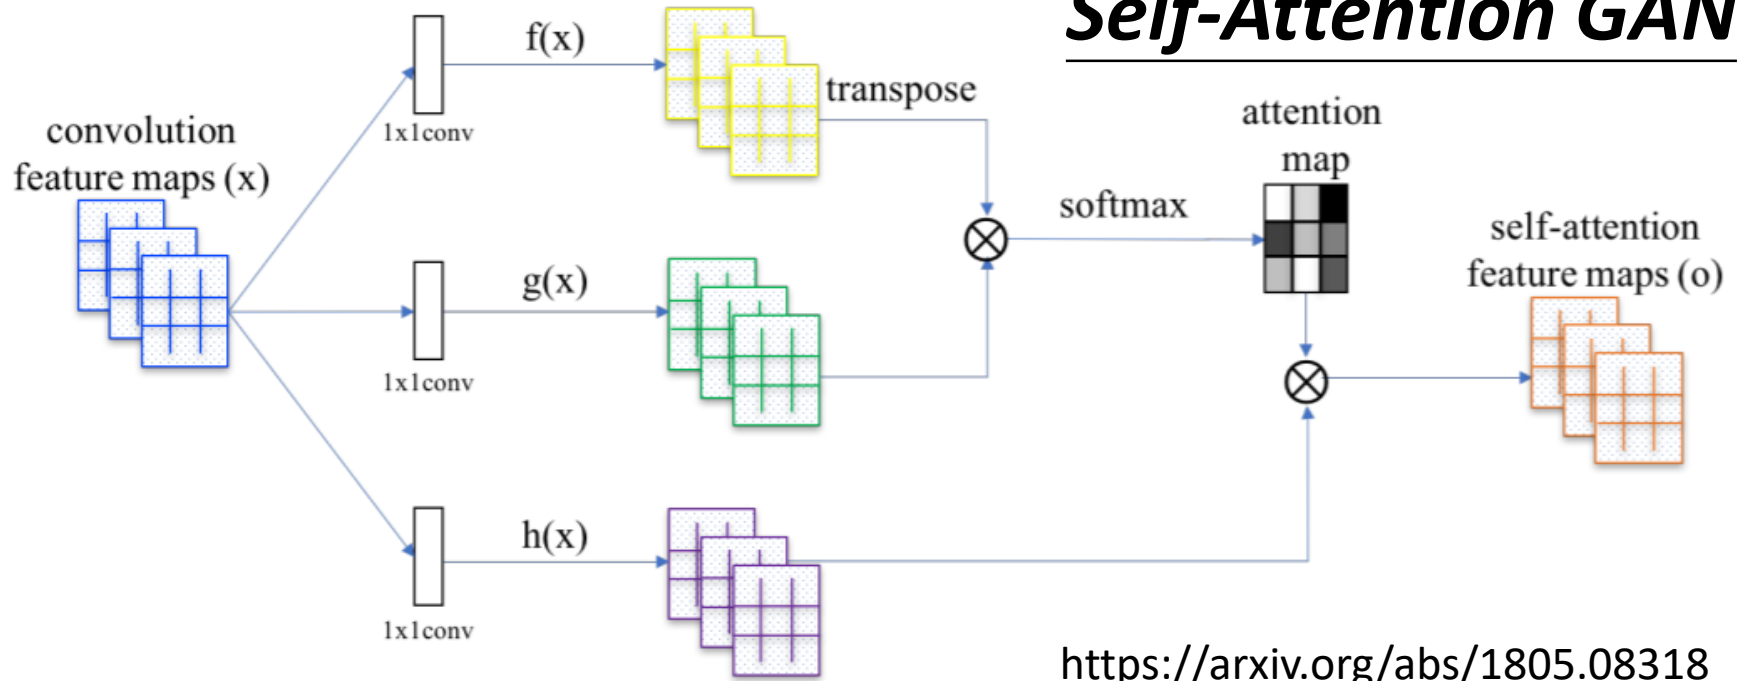 Self-Attention GAN
f(x)
transpose
1x1conv
convolution
feature maps (x)
attention
map
softmax
g(x)
1x1conv
self-attention
feature maps (o)
h(x)
1x1conv
https://arxiv.org/abs/1805.08318